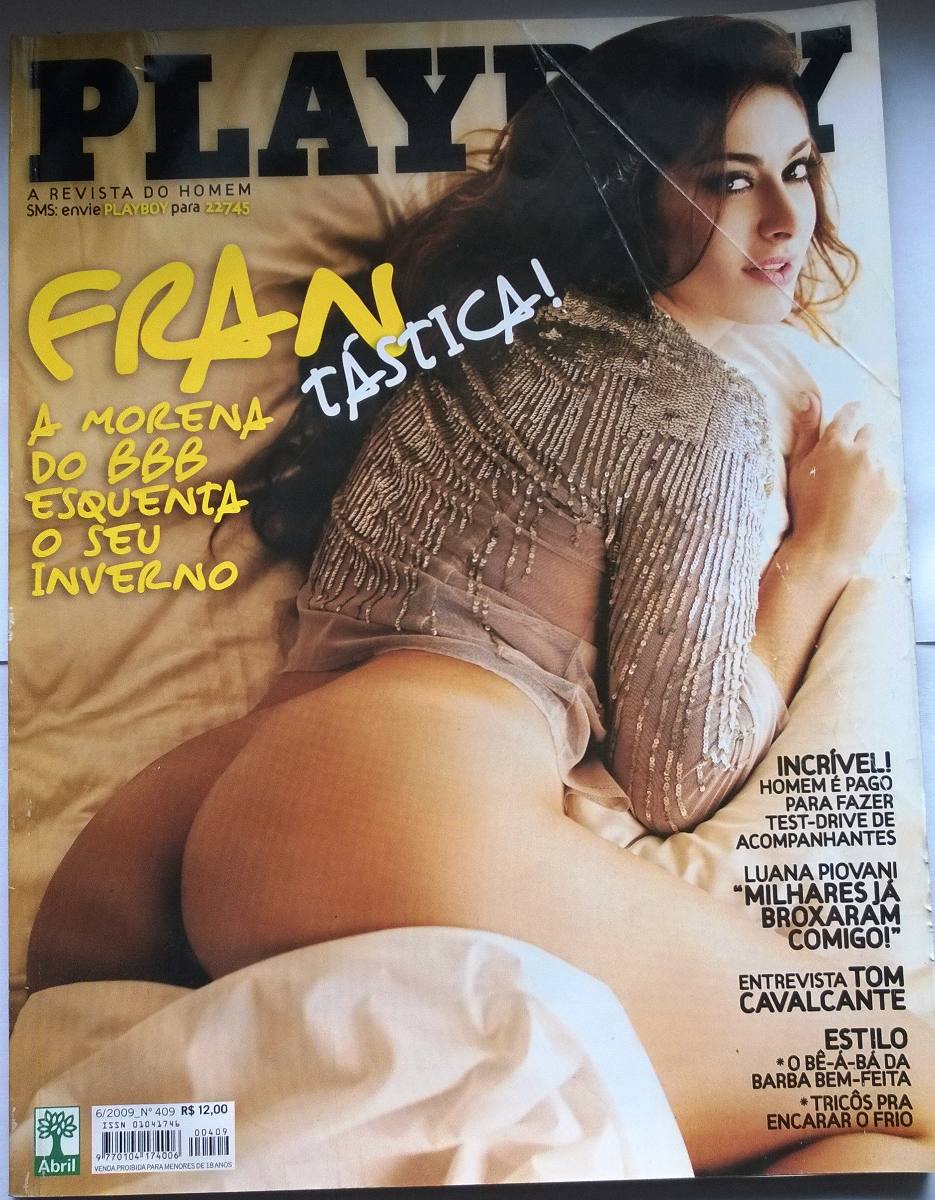 PLAYBOY
A REVISTA DO HOMEM
SMS: envie PLAYBOY para 22745
FRAN
TÁSTICA!
A MORENA
DO BBB
ESQUENTA
O SEU
INVERNO
INCRÍVEL!
HOMEM É PAGO
PARA FAZER
TEST-DRIVE DE
ACOMPANHANTES
LUANA PIOVANI
“MILHARES JÁ
BROXARAM
COMIGO!”
ENTREVISTA TOM
CAVALCANTE
ESTILO
* O BÊ-Á-BÁ DA
BARBA BEM-FEITA
* TRICÔS PRA
ENCARAR O FRIO
Abril
6/2009_Nº 409 R$ 12,00
ISSN 01041746
00409
9 770104 174006
VENDA PROIBIDA PARA MENORES DE 18 ANOS